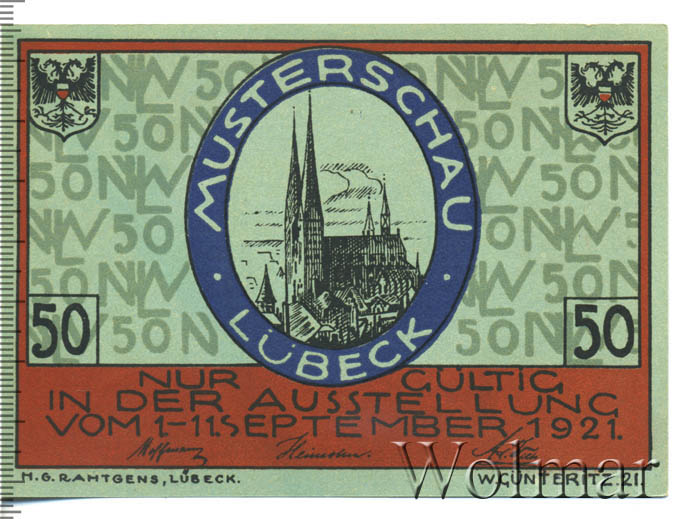 MUSTERSCHAU
· LÜBECK ·
50 50
NUR GÜLTIG
IN DER AUSSTELLUNG
VOM 1-11. SEPTEMBER 1921.
H.G. RAHTGENS, LÜBECK. W. GÜNTERITZ. 21.
Wolmar